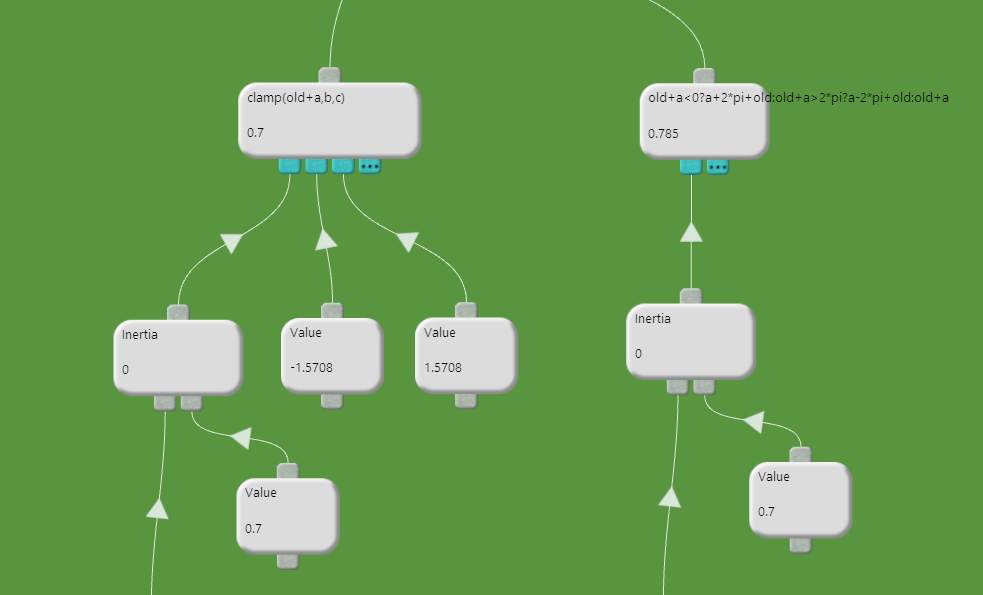 clamp(old+a,b,c)
0.7
old+a<0?a+2*pi+old:old+a>2*pi?a-2*pi+old:old+a
0.785
Inertia
0
Value
-1.5708
Value
1.5708
Inertia
0
Value
0.7
Value
0.7